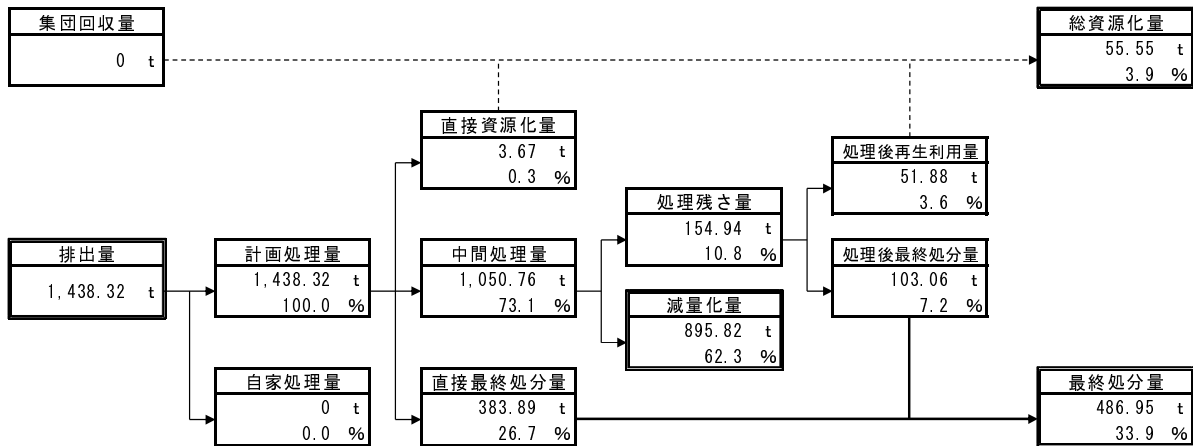 集団回収量
0 t
総資源化量
55.55 t
3.9 %
直接資源化量
3.67 t
0.3 %
処理後再生利用量
51.88 t
3.6 %
処理残さ量
154.94 t
10.8 %
排出量
1,438.32 t
計画処理量
1,438.32 t
100.0 %
中間処理量
1,050.76 t
73.1 %
処理後最終処分量
103.06 t
7.2 %
減量化量
895.82 t
62.3 %
自家処理量
0 t
0.0 %
直接最終処分量
383.89 t
26.7 %
最終処分量
486.95 t
33.9 %